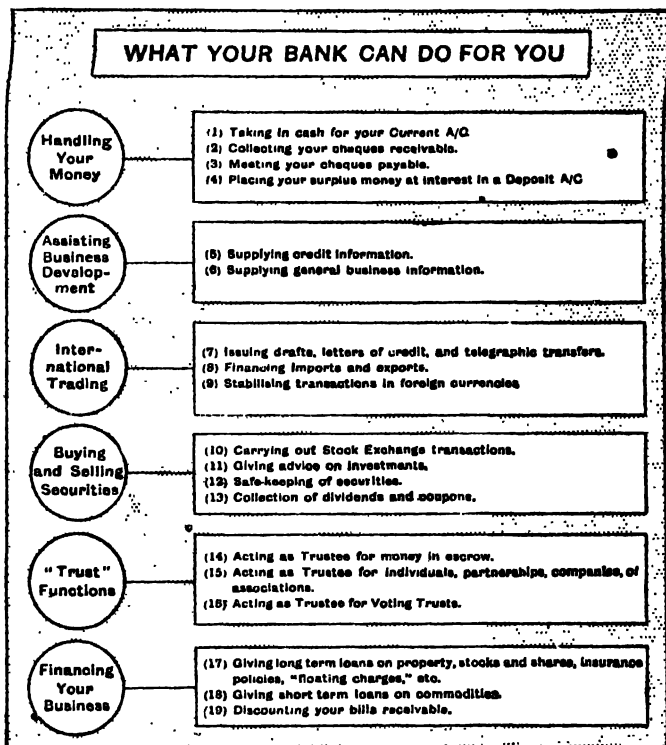 WHAT YOUR BANK CAN DO FOR YOU
Handling
Your
Money
(1) Taking in cash for your Current A/C
(2) Collecting your cheques receivable.
(3) Meeting your cheques payable.
(4) Placing your surplus money at interest in a Deposit A/C
Assisting
Business
Develop-
ment
(5) Supplying credit information.
(6) Supplying general business information.
Inter-
national
Trading
(7) Issuing drafts, letters of credit, and telegraphic transfers.
(8) Financing imports and exports.
(9) Stabilising transactions in foreign currencies
Buying
and Selling
Securities
(10) Carrying out Stock Exchange transactions.
(11) Giving advice on investments.
(12) Safe-keeping of securities.
(13) Collection of dividends and coupons.
"Trust"
Functions
(14) Acting as Trustee for money in escrow.
(15) Acting as Trustee for individuals, partnerships, companies, of
associations.
(16) Acting as Trustee for Voting Trusts.
Financing
Your
Business
(17) Giving long term loans on property, stocks and shares, insurance
policies, "floating charges," etc.
(18) Giving short term loans on commodities.
(19) Discounting your bills receivable.